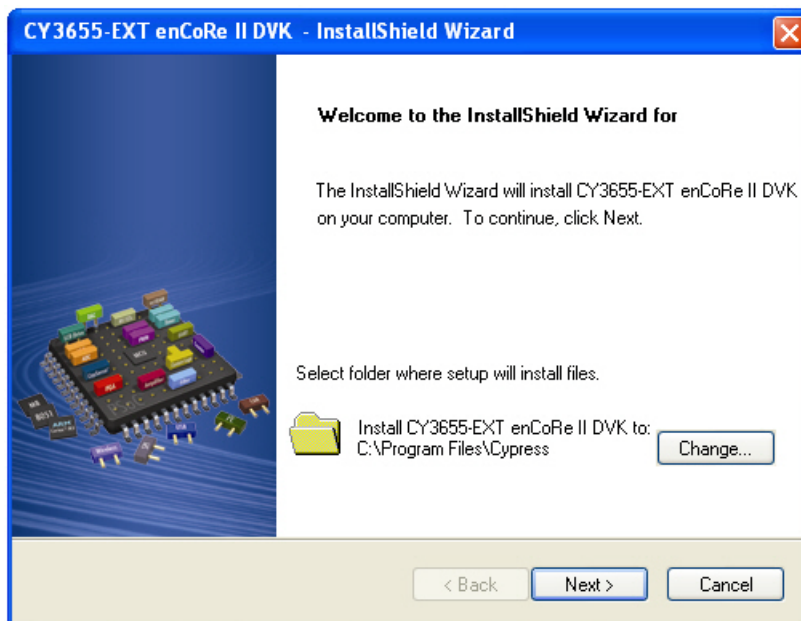 CY3655-EXT enCoRe II DVK - InstallShield Wizard
Welcome to the InstallShield Wizard for
The InstallShield Wizard will install CY3655-EXT enCoRe II DVK
on your computer. To continue, click Next.
Select folder where setup will install files.
Install CY3655-EXT enCoRe II DVK to:
C:\Program Files\Cypress
Change...
MCU
8051
< Back
Next >
Cancel